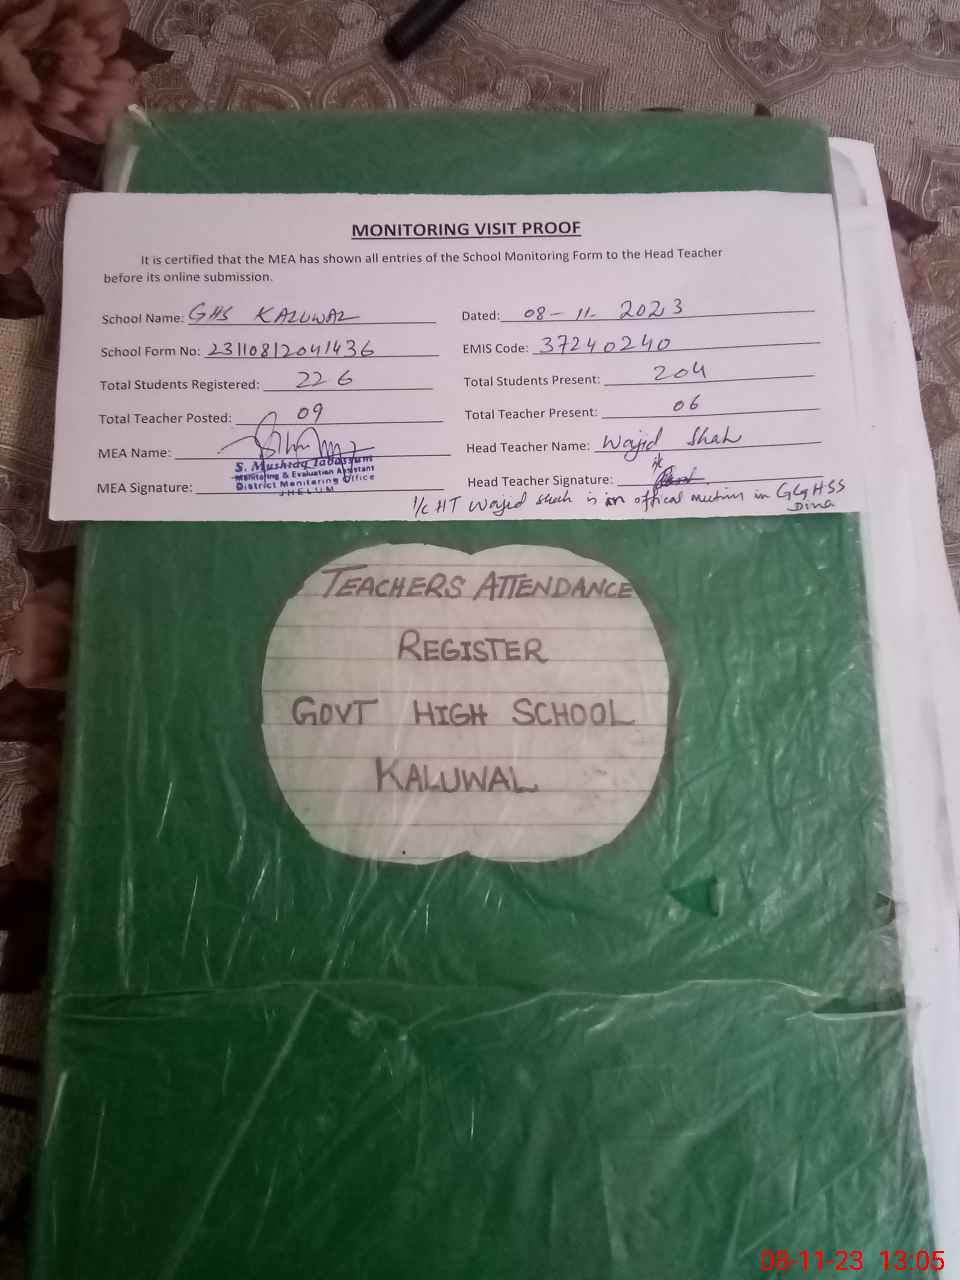 MONITORING VISIT PROOF
It is certified that the MEA has shown all entries of the School Monitoring Form to the Head Teacher
before its online submission.
School Name: GHS KALUWAL
Dated: 08-11-2023
School Form No: 23110812041436
EMIS Code: 37240240
Total Students Registered: 226
Total Students Present: 204
Total Teacher Posted: 09
Total Teacher Present: 06
MEA Name:
Head Teacher Name: Wajid Shah
S. Mushtaq Tabassum
Monitoring & Evaluation Assistant
District Monitoring Office
JHELUM
MEA Signature:
Head Teacher Signature:
I/C HT Wajid Shah is in offical meeting in GGHSS
Dina
TEACHERS ATTENDANCE
REGISTER
GOVT HIGH SCHOOL
KALUWAL
08-11-23 13:05